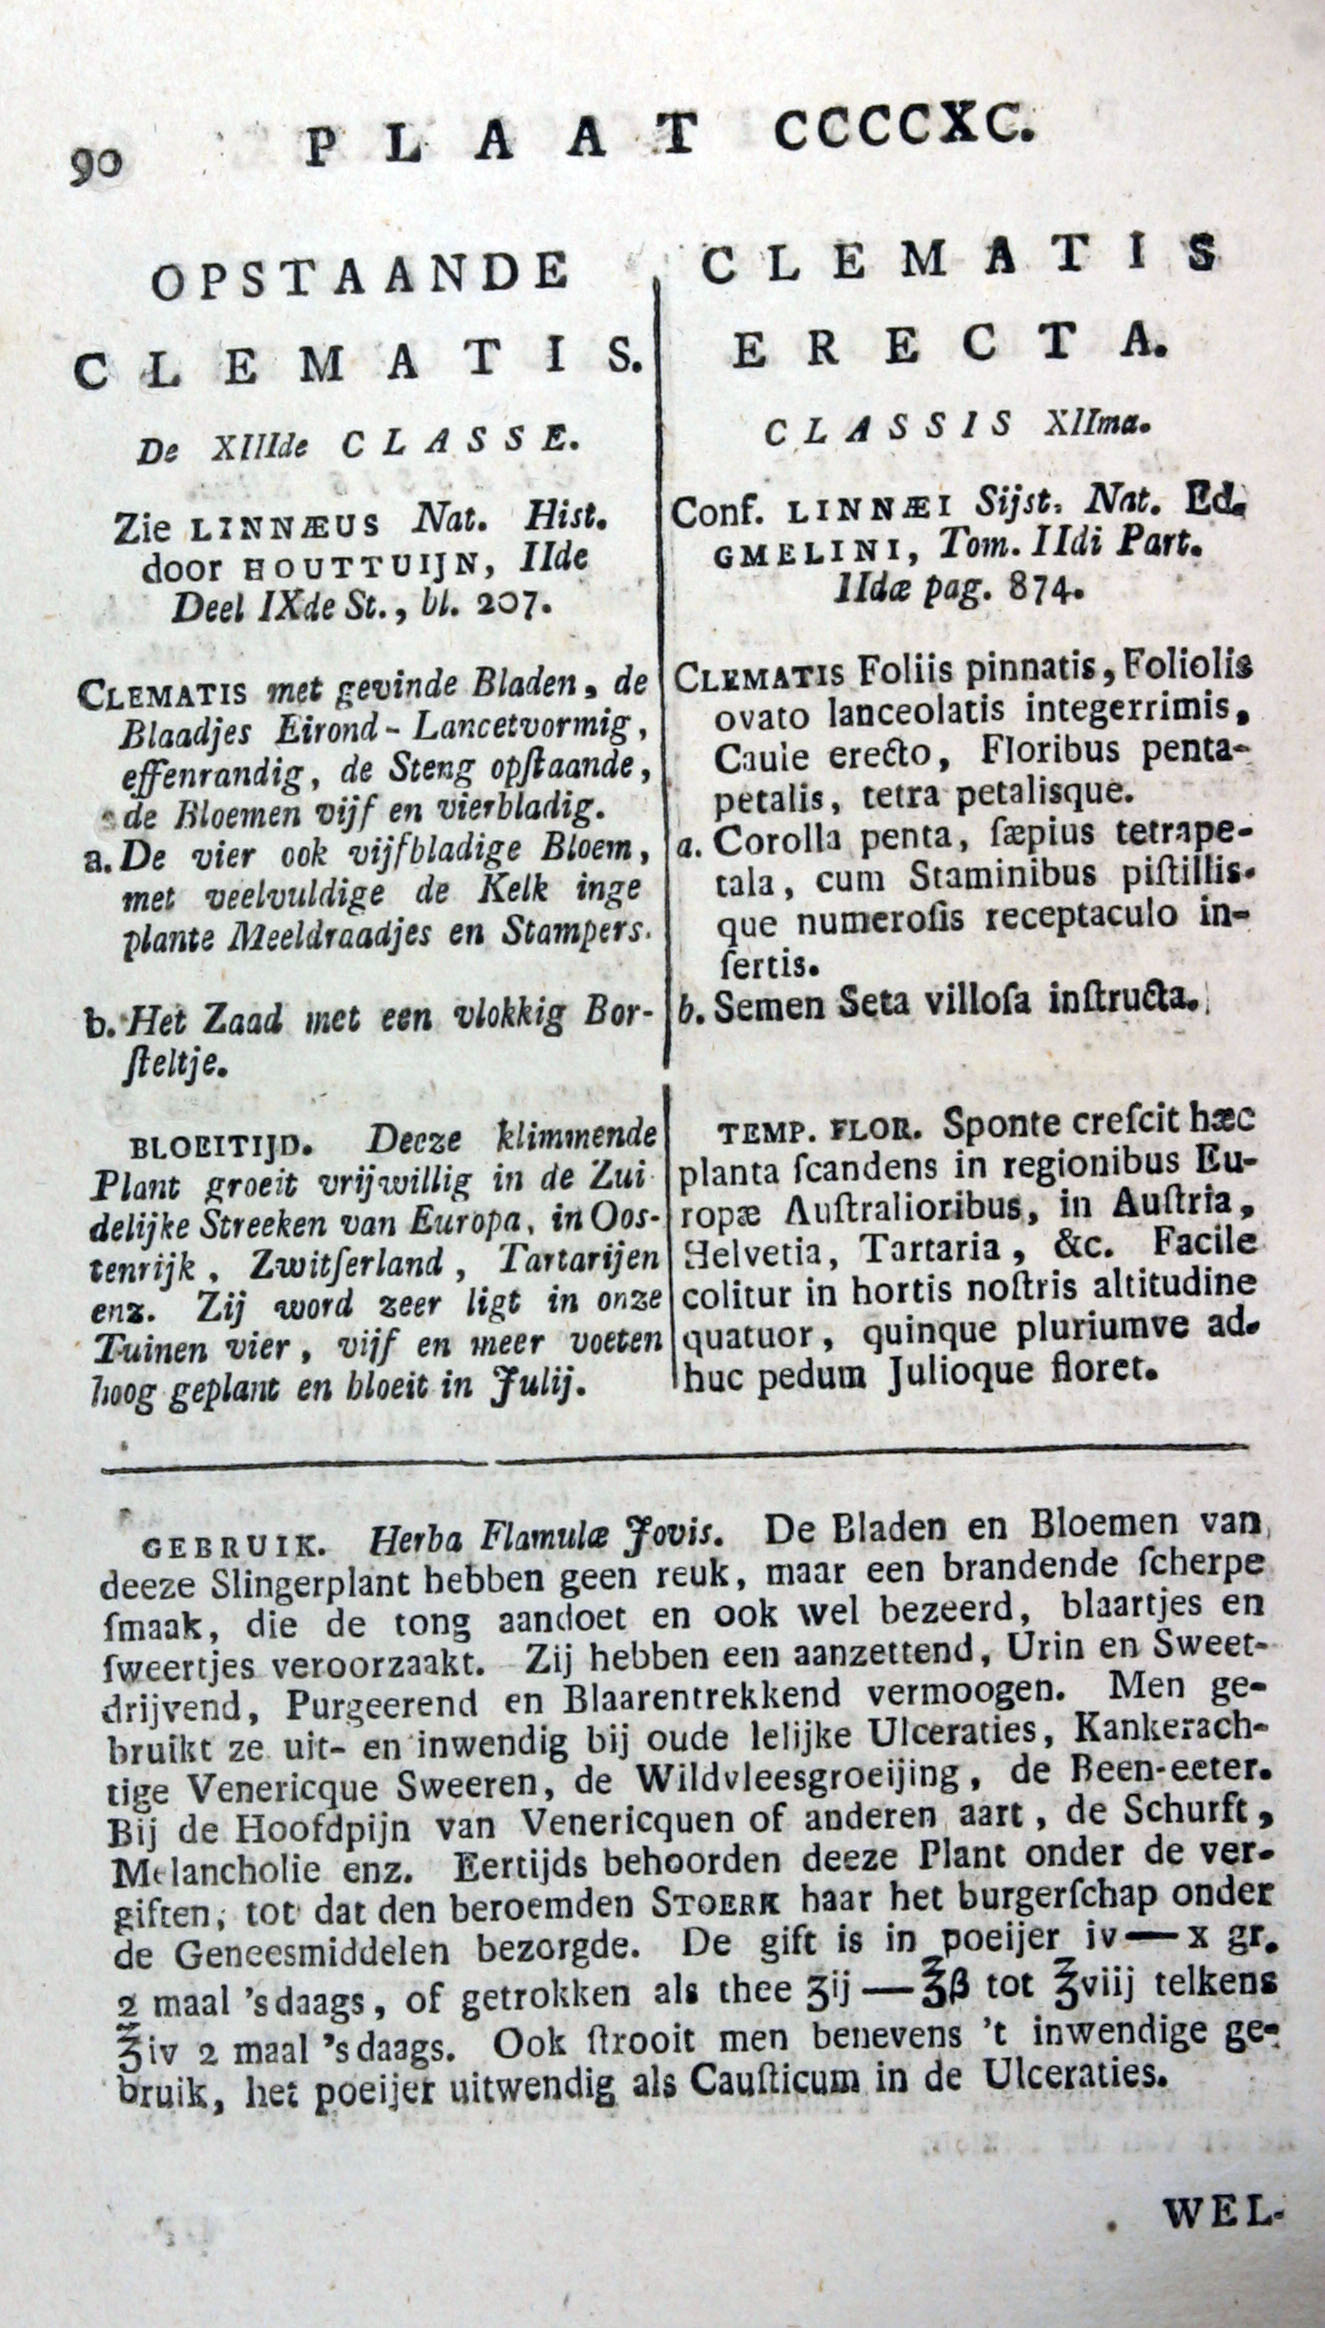 90 PLAAT CCCCXC.
OPSTAANDE
CLEMATIS.
De XIIIde CLASSE.
Zie LINNÆUS Nat. Hist.
door HOUTTUIJN, IIde
Deel IXde St., bl. 207.
CLEMATIS met gevinde Bladen, de
Blaadjes Eirond-Lancetvormig,
effenrandig, de Steng opſtaande,
de Bloemen vijf en vierbladig.
a. De vier ook vijfbladige Bloem,
met veelvuldige de Kelk inge
plante Meeldraadjes en Stampers.
b. Het Zaad met een vlokkig Bor-
ſteltje.
BLOEITIJD. Deeze klimmende
Plant groeit vrijwillig in de Zui
delijke Streeken van Europa, in Oos-
tenrijk, Zwitſerland, Tartarijen
enz. Zij word zeer ligt in onze
Tuinen vier, vijf en meer voeten
hoog geplant en bloeit in Julij.
CLEMATIS
ERECTA.
CLASSIS XIIma.
Conf. LINNÆI Sijst. Nat. Ed.
GMELINI, Tom. IIdi Part.
IIdæ pag. 874.
CLEMATIS Foliis pinnatis, Foliolis
ovato lanceolatis integerrimis,
Caule erecto, Floribus penta-
petalis, tetra petalisque.
a. Corolla penta, ſæpius tetrape-
tala, cum Staminibus piſtillis-
que numeroſis receptaculo in-
ſertis.
b. Semen Seta villoſa inſtructa.
TEMP. FLOR. Sponte creſcit hæc
planta ſcandens in regionibus Eu-
ropæ Auſtralioribus, in Auſtria,
Helvetia, Tartaria, &c. Facile
colitur in hortis noſtris altitudine
quatuor, quinque pluriumve ad-
huc pedum Julioque floret.
GEBRUIK. Herba Flamulæ Jovis. De Bladen en Bloemen van
deeze Slingerplant hebben geen reuk, maar een brandende ſcherpe
ſmaak, die de tong aandoet en ook wel bezeerd, blaartjes en
ſweertjes veroorzaakt. Zij hebben een aanzettend, Urin en Sweet-
drijvend, Purgeerend en Blaarentrekkend vermoogen. Men ge-
bruikt ze uit- en inwendig bij oude lelijke Ulceraties, Kankerach-
tige Venericque Sweeren, de Wildvleesgroeijing, de Been-eeter.
Bij de Hoofdpijn van Venericquen of anderen aart, de Schurft,
Melancholie enz. Eertijds behoorden deeze Plant onder de ver-
giften, tot dat den beroemden STOERK haar het burgerſchap onder
de Geneesmiddelen bezorgde. De gift is in poeijer iv—x gr.
2 maal 's daags, of getrokken als thee ʒij—℥β tot ℥viij telkens
℥iv 2 maal 's daags. Ook ſtrooit men benevens 't inwendige ge-
bruik, het poeijer uitwendig als Cauſticum in de Ulceraties.
WEL-